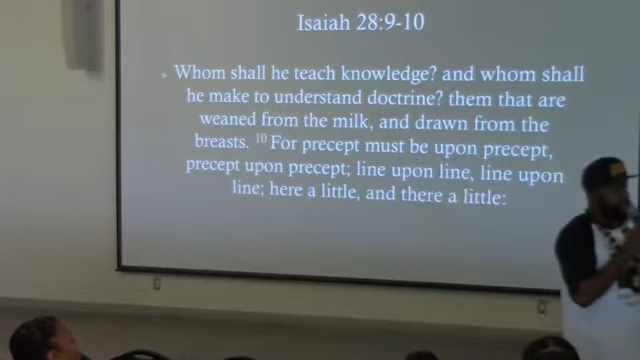 Isaiah 28:9-10
Whom shall he teach knowledge? and whom shall
he make to understand doctrine? them that are
weaned from the milk, and drawn from the
breasts. 10 For precept must be upon precept,
precept upon precept; line upon line, line upon
line; here a little, and there a little: